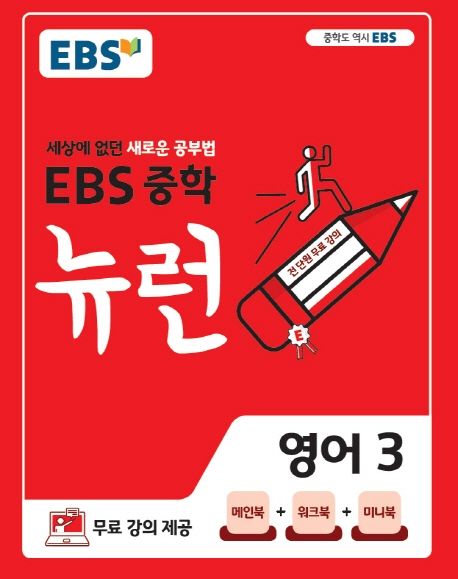 EBS
중학도 역시 EBS
세상에 없던 새로운 공부법
EBS 중학
뉴런
전 단원 무료 강의
E
영어 3
무료 강의 제공
메인북 + 워크북 + 미니북